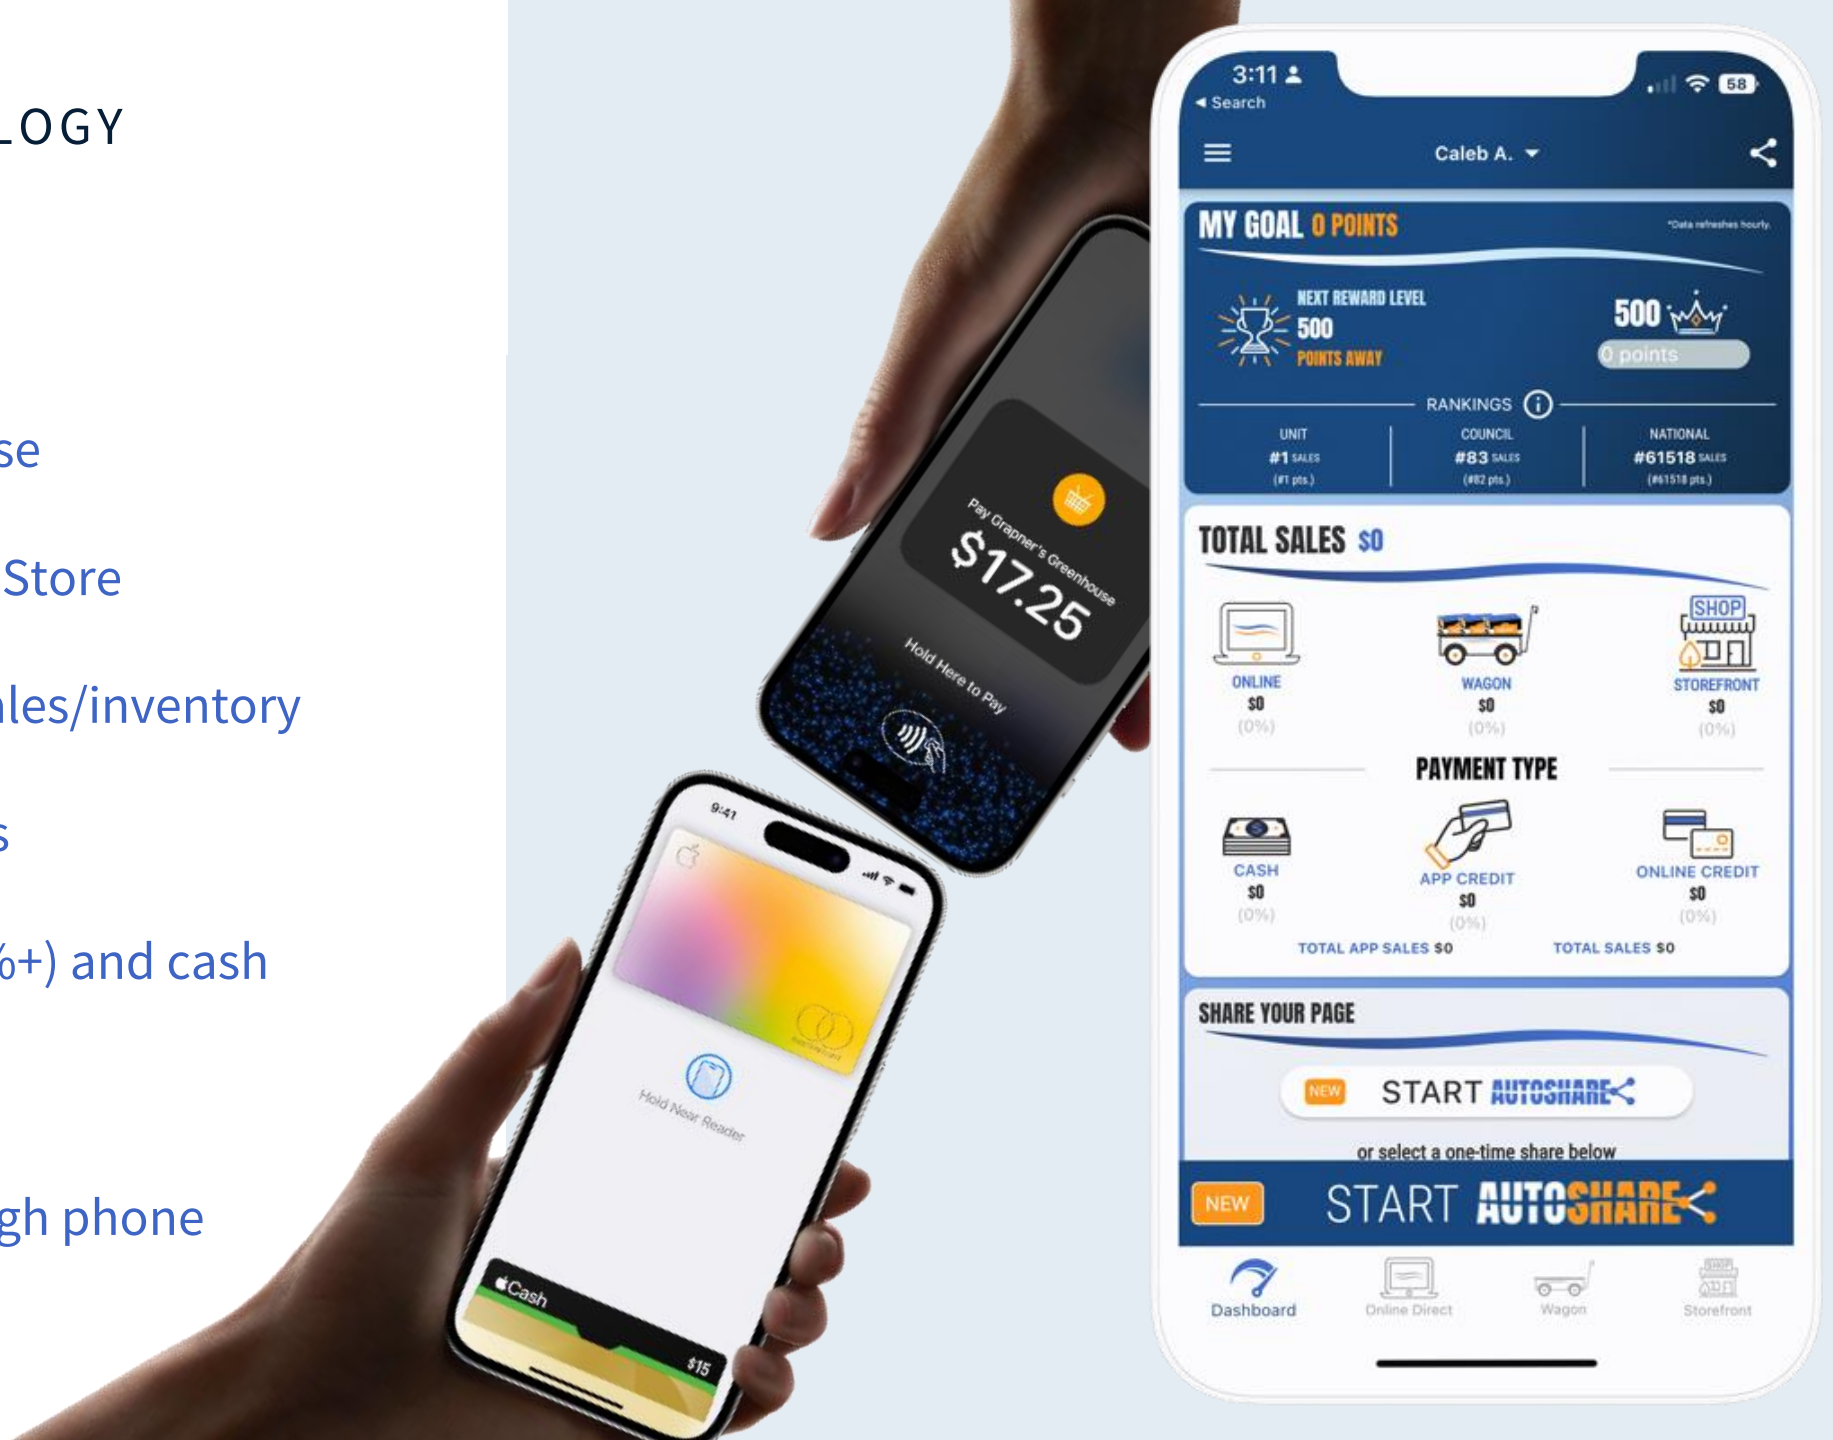 LOGY
se
Store
ales/inventory
s
%+) and cash
gh phone
Pay Grapner's Greenhouse
$17.25
Hold Here to Pay
9:41
Hold Near Reader
Cash
$15
3:11
Search
58
Caleb A.
MY GOAL 0 POINTS
*Data refreshes hourly.
NEXT REWARD LEVEL
500
POINTS AWAY
500
0 points
RANKINGS
UNIT
#1 SALES
(#1 pts.)
COUNCIL
#83 SALES
(#82 pts.)
NATIONAL
#61518 SALES
(#61518 pts.)
TOTAL SALES $0
SHOP
ONLINE
$0
(0%)
WAGON
$0
(0%)
STOREFRONT
$0
(0%)
PAYMENT TYPE
CASH
$0
(0%)
APP CREDIT
$0
(0%)
ONLINE CREDIT
$0
(0%)
TOTAL APP SALES $0
TOTAL SALES $0
SHARE YOUR PAGE
NEW START AUTOSHARE
or select a one-time share below
NEW START AUTOSHARE
SHOP
Dashboard
Online Direct
Wagon
Storefront